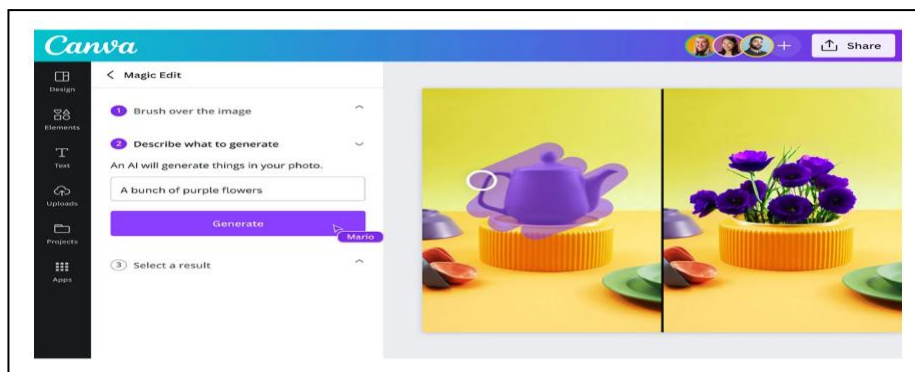 Canva
Share
Design
Elements
Text
Uploads
Projects
Apps
Magic Edit
1 Brush over the image
2 Describe what to generate
An AI will generate things in your photo.
A bunch of purple flowers
Generate
Mario
3 Select a result